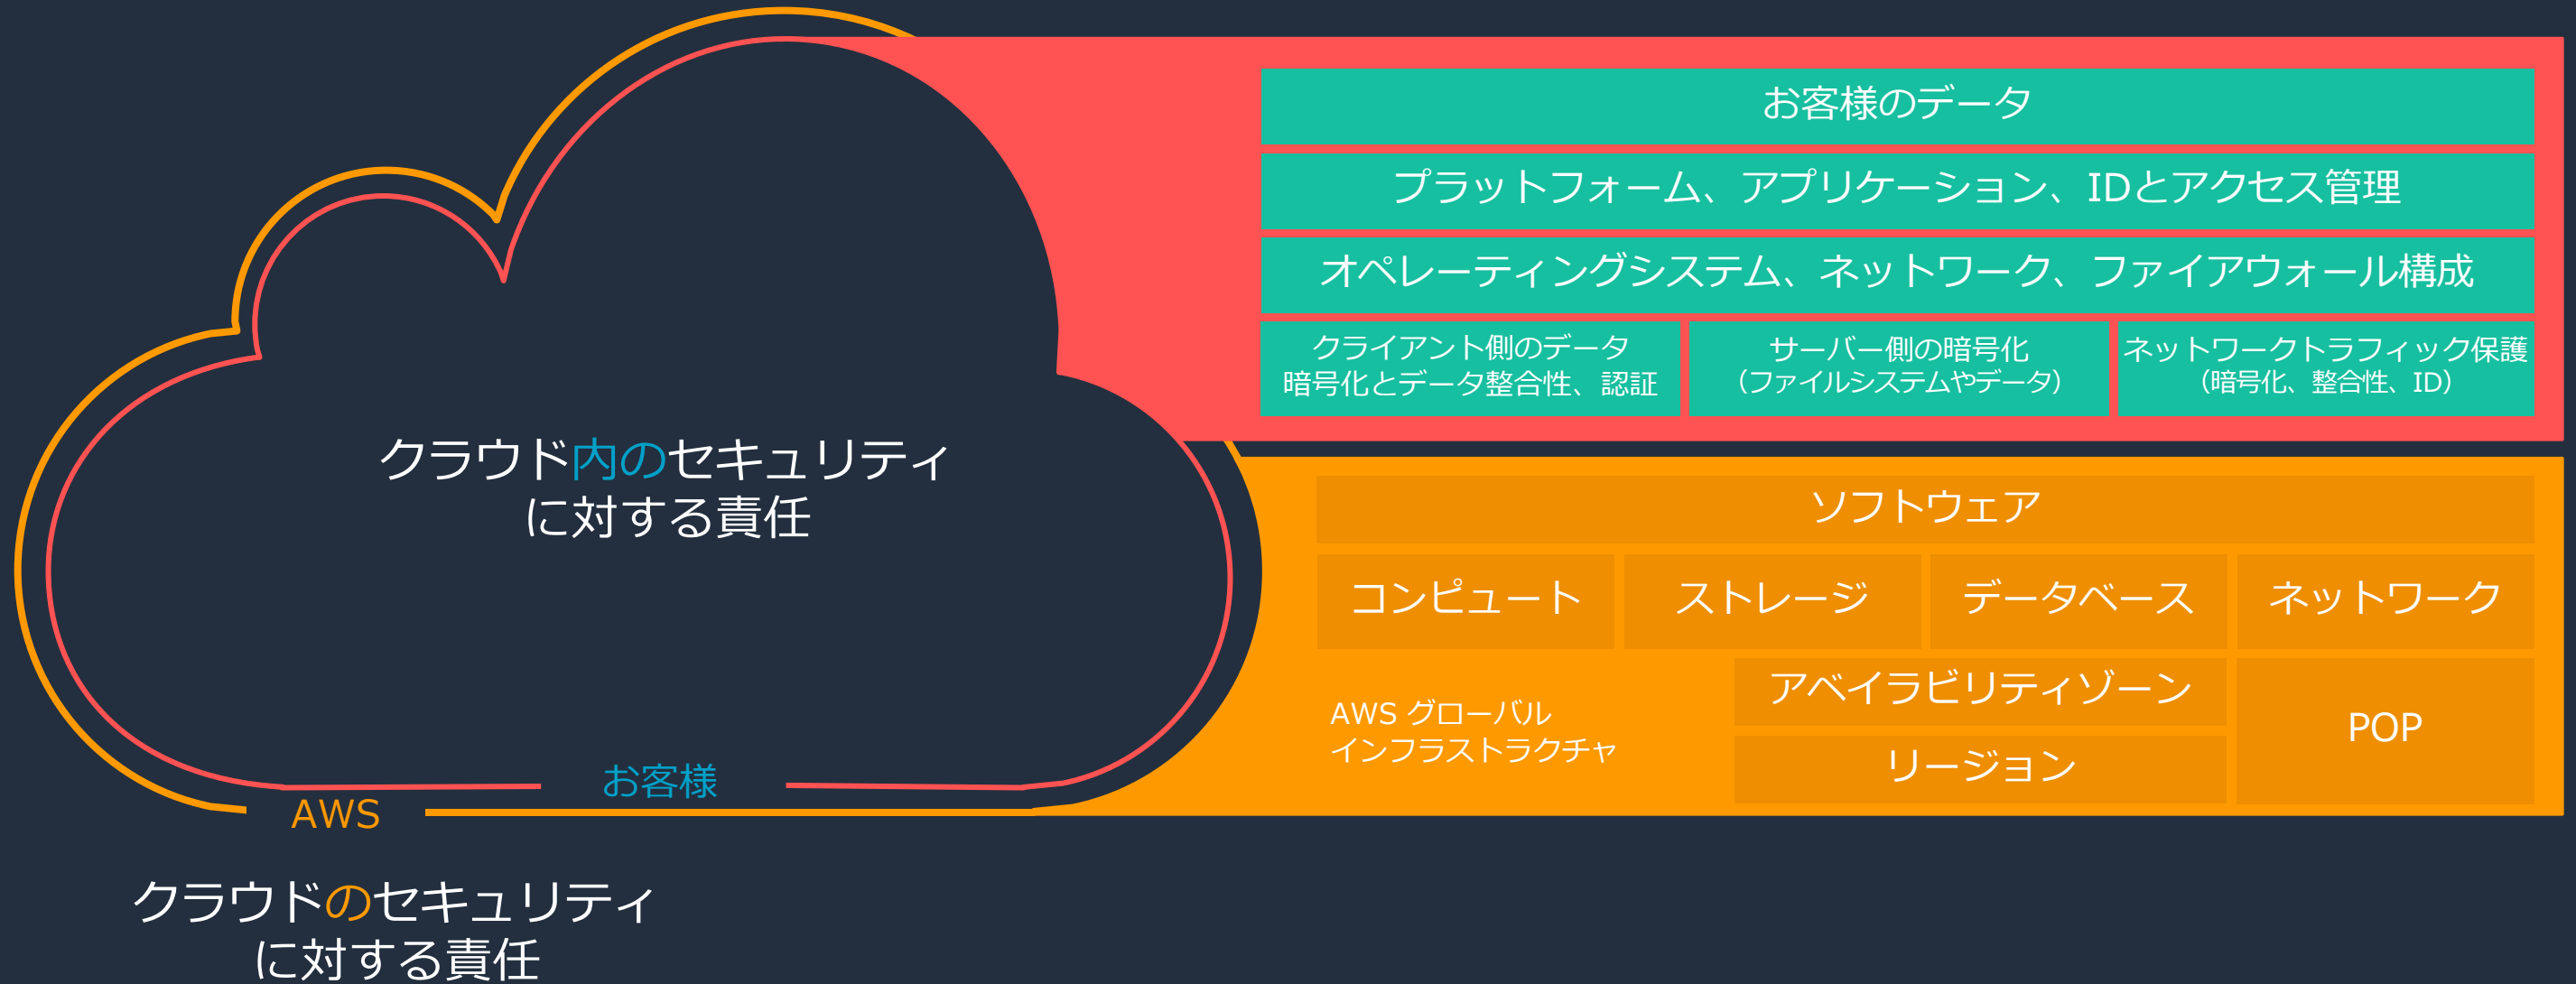 お客様のデータ
プラットフォーム、アプリケーション、IDとアクセス管理
オペレーティングシステム、ネットワーク、ファイアウォール構成
クライアント側のデータ
暗号化とデータ整合性、認証
サーバー側の暗号化
（ファイルシステムやデータ）
ネットワークトラフィック保護
（暗号化、整合性、ID）
クラウド内のセキュリティ
に対する責任
お客様
ソフトウェア
コンピュート
ストレージ
データベース
ネットワーク
AWS グローバル
インフラストラクチャ
アベイラビリティゾーン
リージョン
POP
AWS
クラウドのセキュリティ
に対する責任